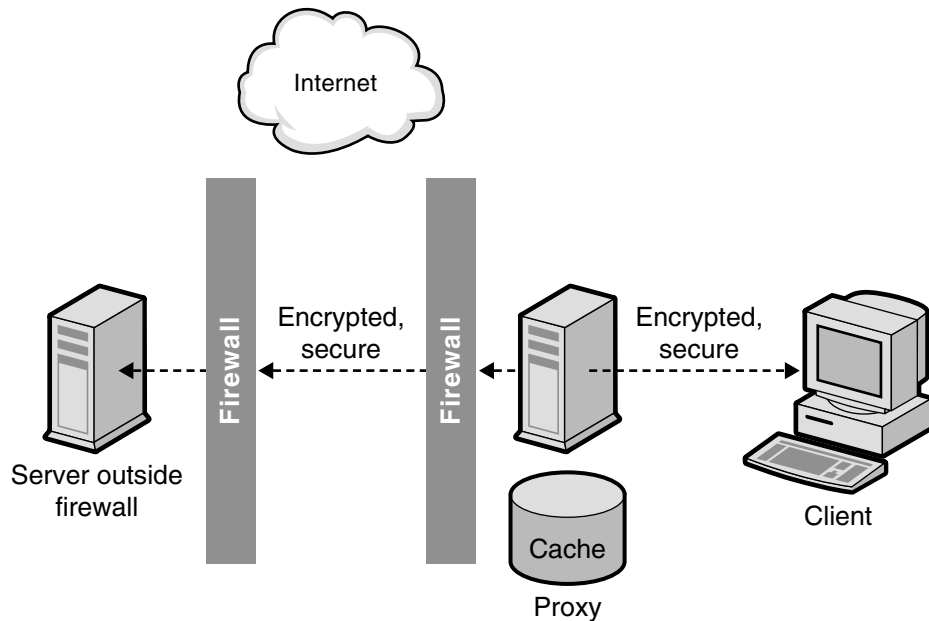 Internet
Firewall
Firewall
Encrypted,
secure
Encrypted,
secure
Server outside
firewall
Client
Cache
Proxy